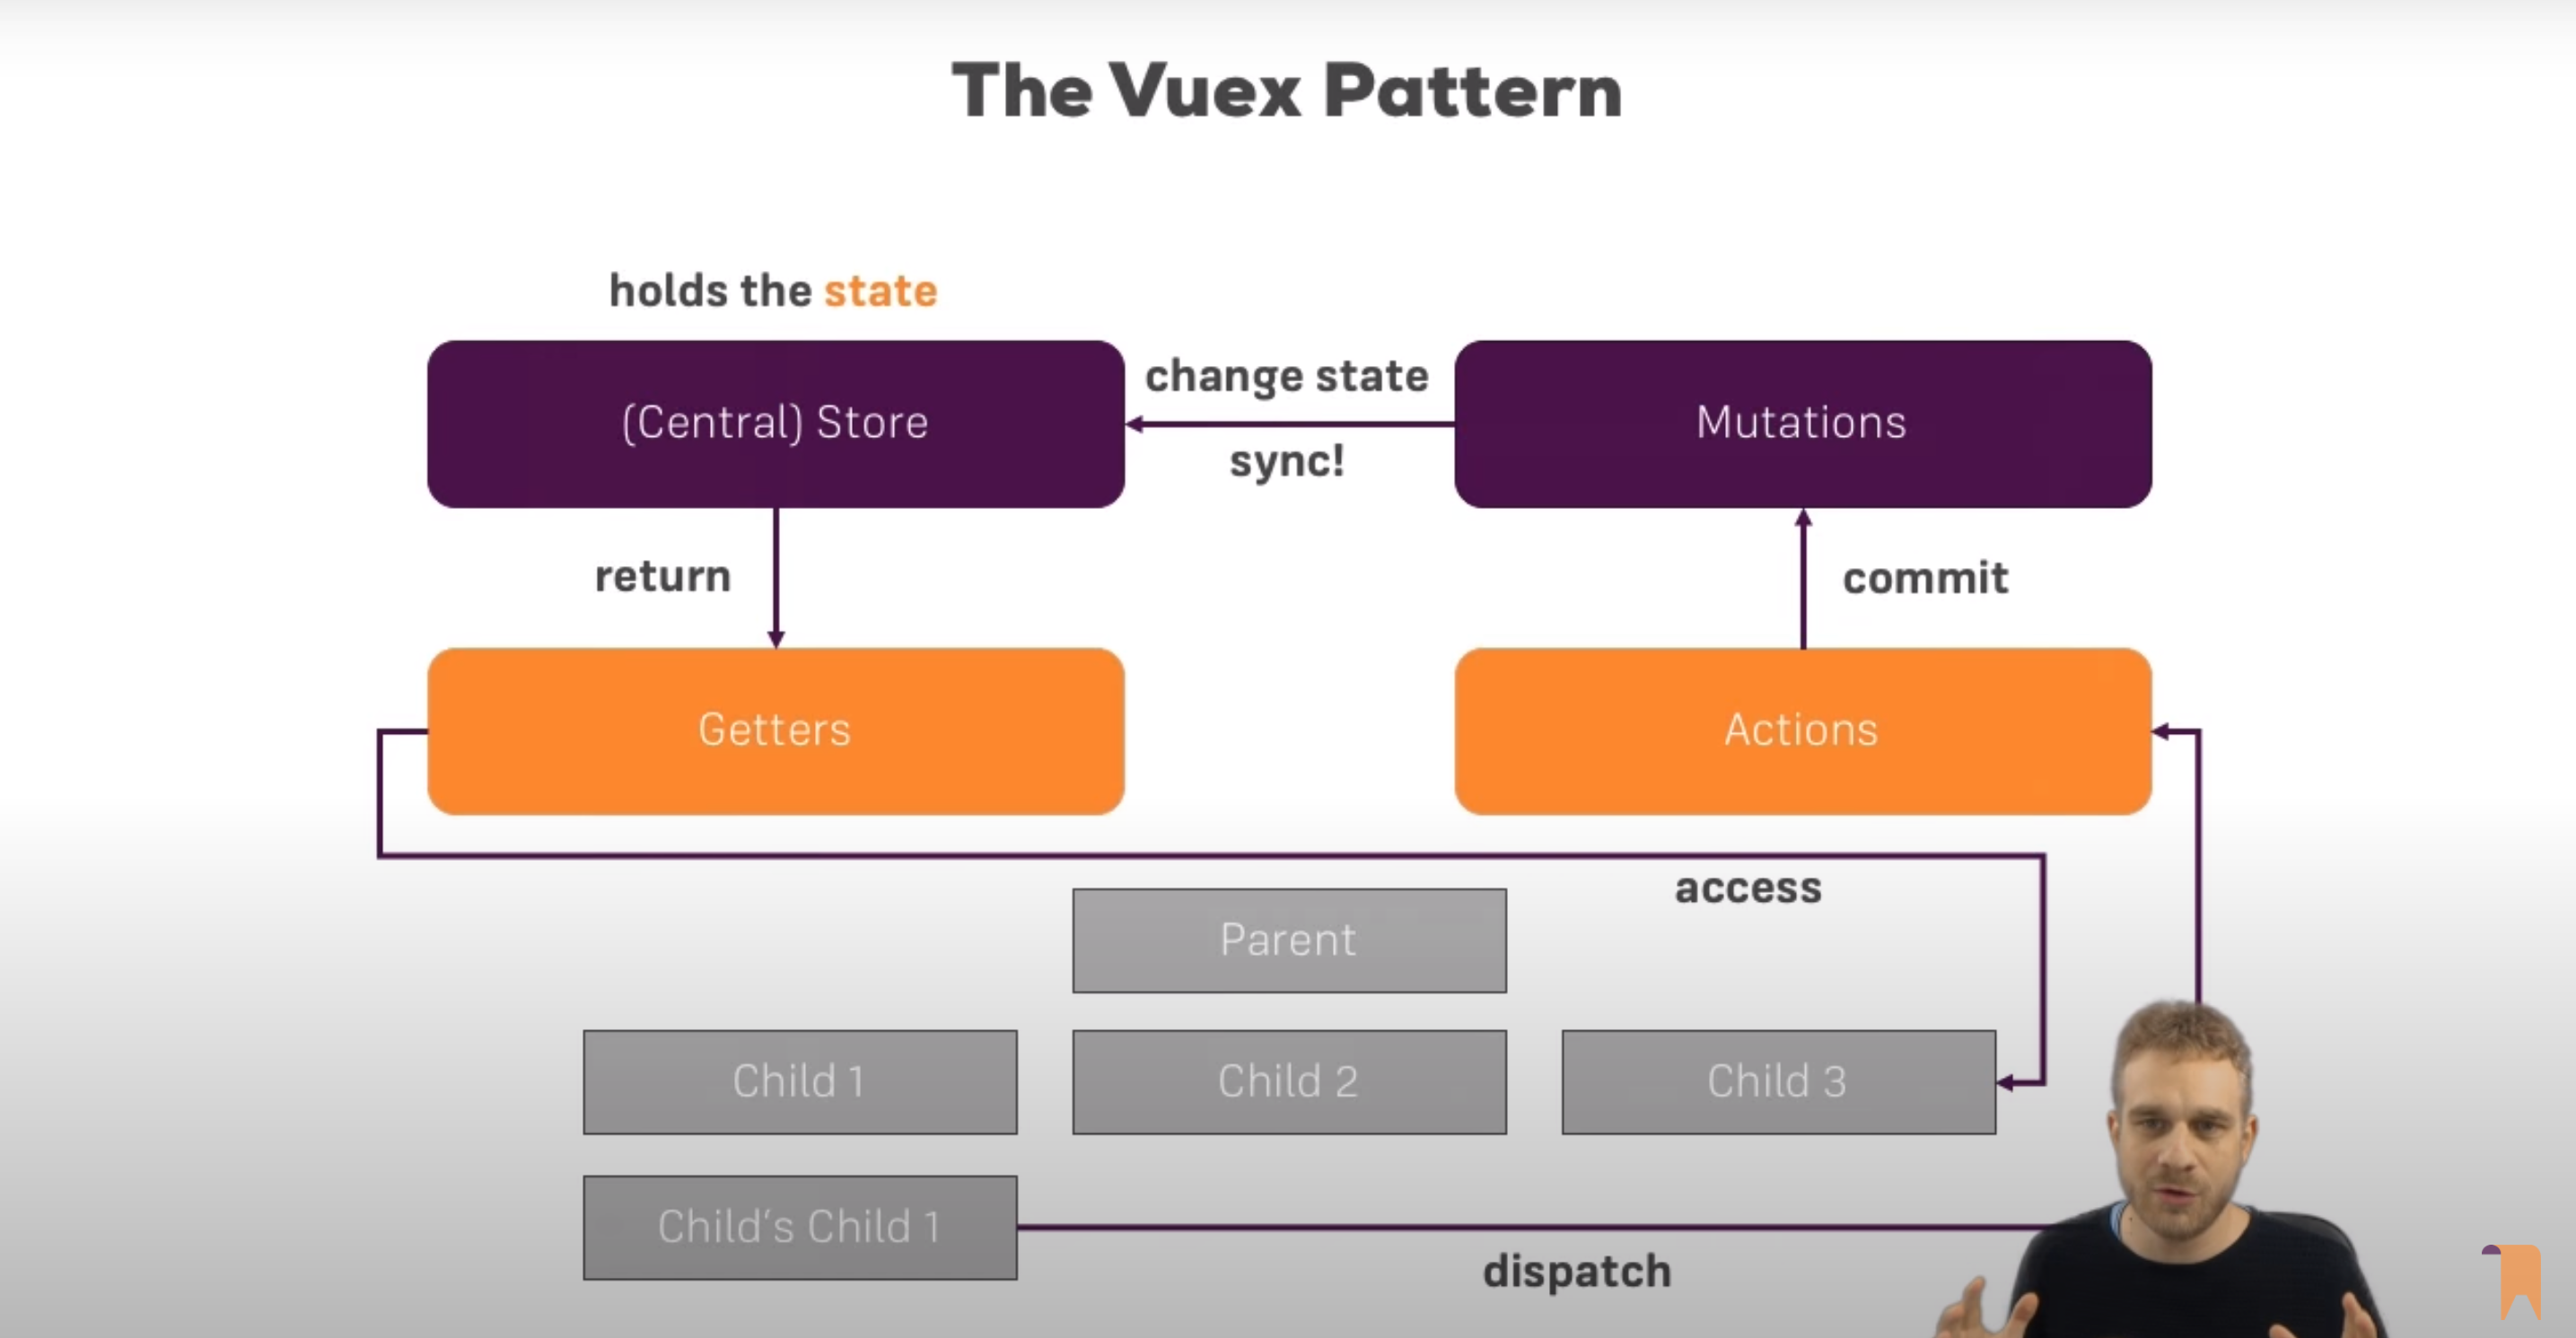 The Vuex Pattern
holds the state
(Central) Store
change state
sync!
Mutations
return
commit
Getters
Actions
access
Parent
Child 1
Child 2
Child 3
Child‘s Child 1
dispatch